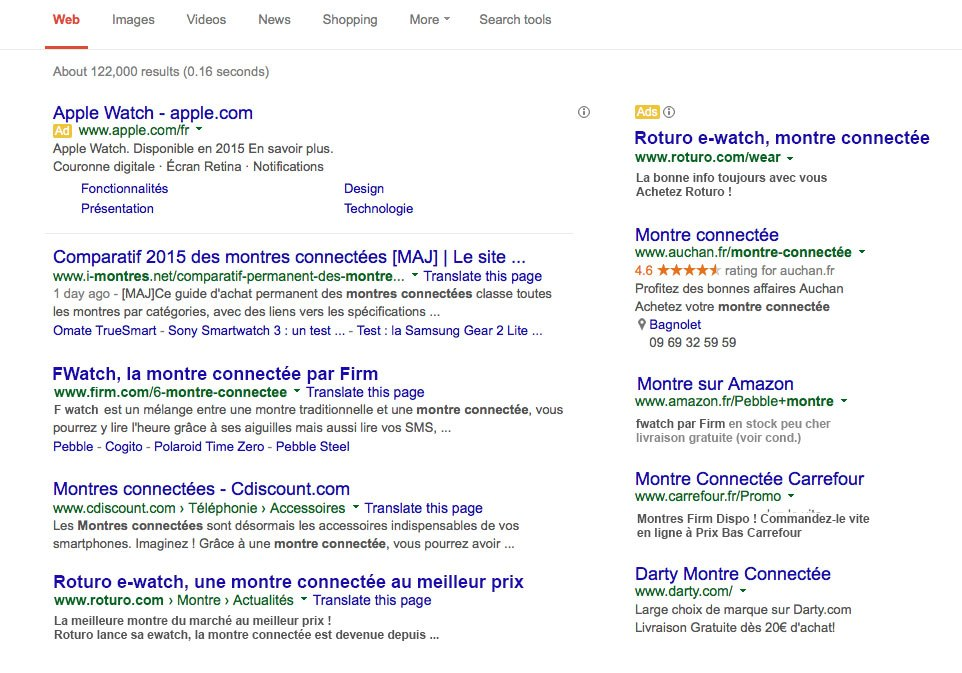 Web Images Videos News Shopping More Search tools
About 122,000 results (0.16 seconds)
Apple Watch - apple.com
Ad www.apple.com/fr
Apple Watch. Disponible en 2015 En savoir plus.
Couronne digitale · Écran Retina · Notifications
Fonctionnalités Design
Présentation Technologie
Comparatif 2015 des montres connectées [MAJ] | Le site ...
www.i-montres.net/comparatif-permanent-des-montre... Translate this page
1 day ago - [MAJ]Ce guide d'achat permanent des montres connectées classe toutes
les montres par catégories, avec des liens vers les spécifications ...
Omate TrueSmart - Sony Smartwatch 3 : un test ... - Test : la Samsung Gear 2 Lite ...
FWatch, la montre connectée par Firm
www.firm.com/6-montre-connectee Translate this page
F watch est un mélange entre une montre traditionnelle et une montre connectée, vous
pourrez y lire l'heure grâce à ses aiguilles mais aussi lire vos SMS, ...
Pebble - Cogito - Polaroid Time Zero - Pebble Steel
Montres connectées - Cdiscount.com
www.cdiscount.com › Téléphonie › Accessoires Translate this page
Les Montres connectées sont désormais les accessoires indispensables de vos
smartphones. Imaginez ! Grâce à une montre connectée, vous pourrez avoir ...
Roturo e-watch, une montre connectée au meilleur prix
www.roturo.com › Montre › Actualités Translate this page
La meilleure montre du marché au meilleur prix !
Roturo lance sa ewatch, la montre connectée est devenue depuis ...
Ads
Roturo e-watch, montre connectée
www.roturo.com/wear
La bonne info toujours avec vous
Achetez Roturo !
Montre connectée
www.auchan.fr/montre-connectée
4.6 rating for auchan.fr
Profitez des bonnes affaires Auchan
Achetez votre montre connectée
Bagnolet
09 69 32 59 59
Montre sur Amazon
www.amazon.fr/Pebble+montre
fwatch par Firm en stock peu cher
livraison gratuite (voir cond.)
Montre Connectée Carrefour
www.carrefour.fr/Promo
Montres Firm Dispo ! Commandez-le vite
en ligne à Prix Bas Carrefour
Darty Montre Connectée
www.darty.com/
Large choix de marque sur Darty.com
Livraison Gratuite dès 20€ d'achat!